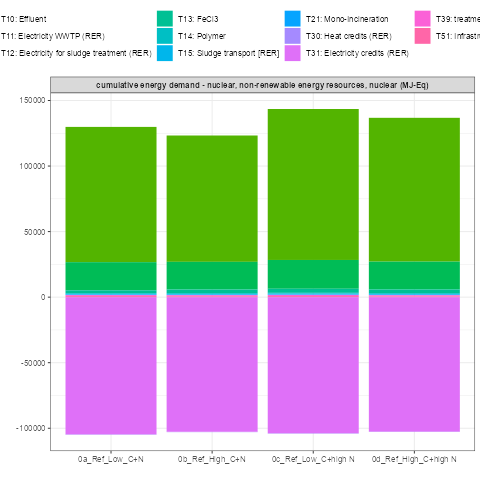 T10: Effluent T13: FeCl3 T21: Mono-incineration T39: treatme
T11: Electricity WWTP (RER) T14: Polymer T30: Heat credits (RER) T51: Infrastr
T12: Electricity for sludge treatment (RER) T15: Sludge transport [RER] T31: Electricity credits (RER)
cumulative energy demand - nuclear, non-renewable energy resources, nuclear (MJ-Eq)
150000
100000
50000
0
-50000
-100000
0a_Ref_Low_C+N 0b_Ref_High_C+N 0c_Ref_Low_C+high N 0d_Ref_High_C+high N